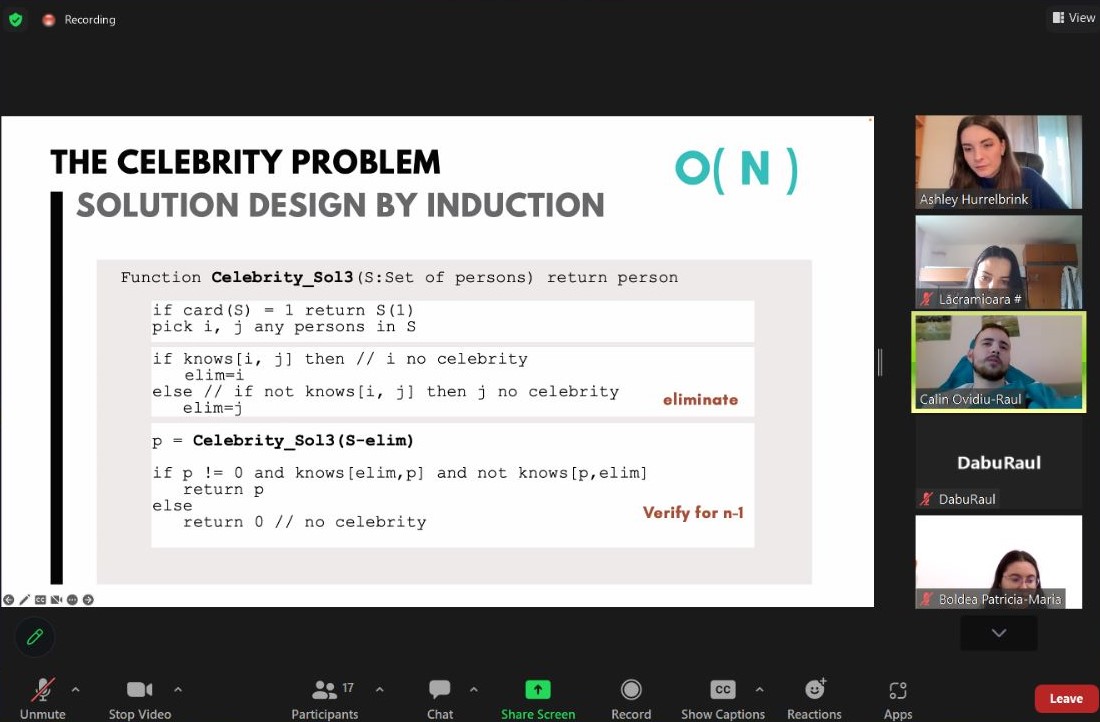 Recording
View
THE CELEBRITY PROBLEM
SOLUTION DESIGN BY INDUCTION
O( N )
Function Celebrity_Sol3(S:Set of persons) return person
if card(S) = 1 return S(1)
pick i, j any persons in S
if knows[i, j] then // i no celebrity
elim=i
else // if not knows[i, j] then j no celebrity
elim=j
eliminate
p = Celebrity_Sol3(S-elim)
if p != 0 and knows[elim,p] and not knows[p,elim]
return p
else
return 0 // no celebrity
Verify for n-1
Ashley Hurrelbrink
Lăcrămioara #
Calin Ovidiu-Raul
DabuRaul
DabuRaul
Boldea Patricia-Maria
Unmute
Stop Video
17
Participants
Chat
Share Screen
Record
CC
Show Captions
Reactions
Apps
Leave